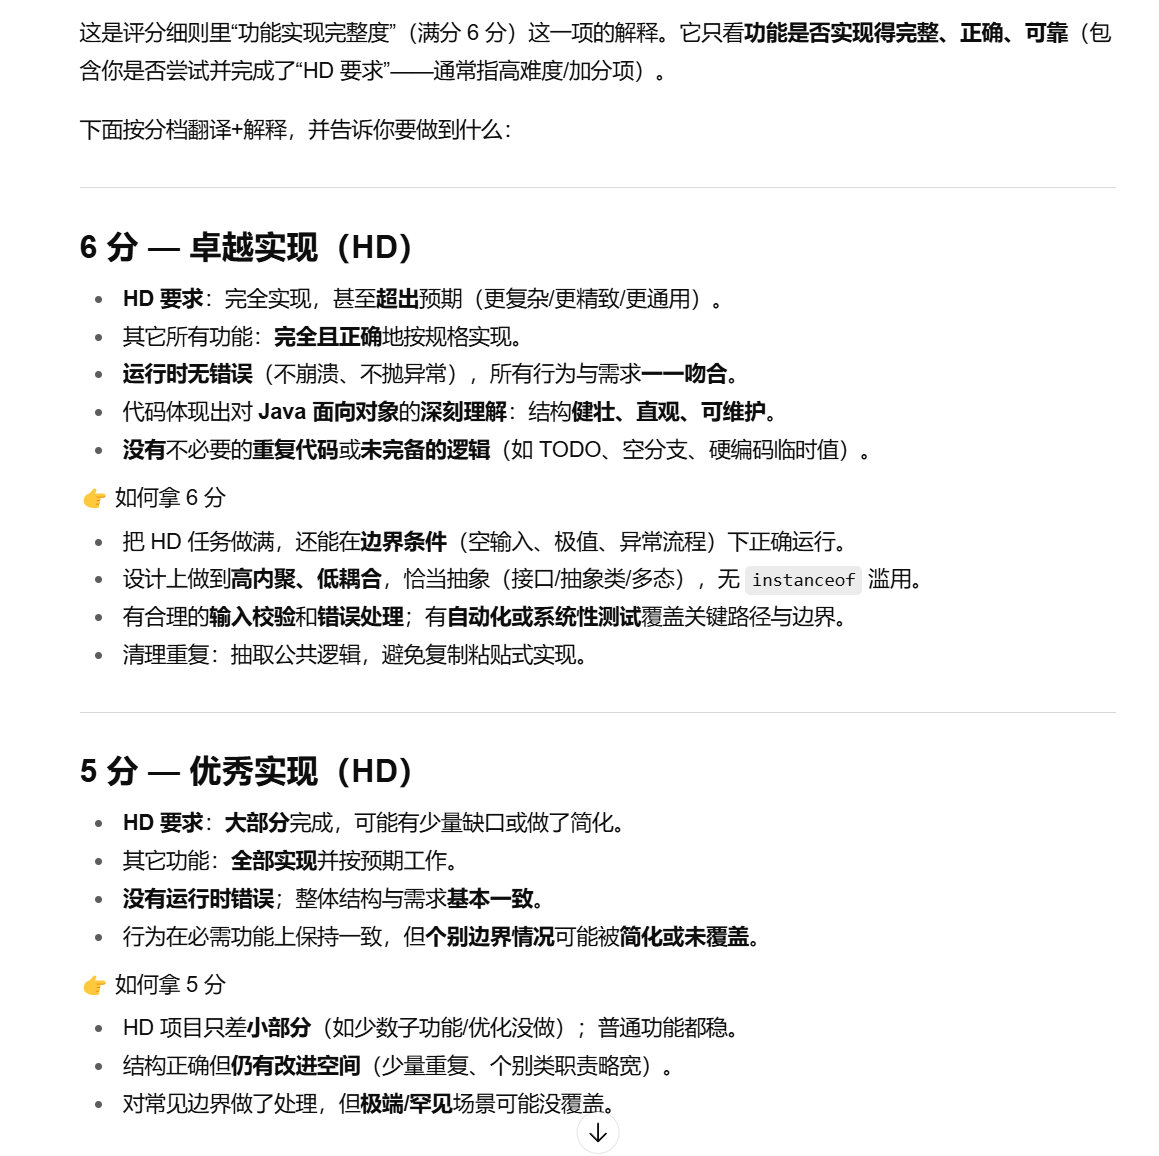 这是评分细则里“功能实现完整度”（满分 6 分）这一项的解释。它只看功能是否实现得完整、正确、可靠（包
含你是否尝试并完成了“HD 要求”——通常指高难度/加分项）。
下面按分档翻译+解释，并告诉你要做到什么：
6 分 — 卓越实现（HD）
• HD 要求：完全实现，甚至超出预期（更复杂/更精致/更通用）。
• 其它所有功能：完全且正确地按规格实现。
• 运行时无错误（不崩溃、不抛异常），所有行为与需求一一吻合。
• 代码体现出对 Java 面向对象的深刻理解：结构健壮、直观、可维护。
• 没有不必要的重复代码或未完备的逻辑（如 TODO、空分支、硬编码临时值）。
👉 如何拿 6 分
• 把 HD 任务做满，还能在边界条件（空输入、极值、异常流程）下正确运行。
• 设计上做到高内聚、低耦合，恰当抽象（接口/抽象类/多态），无 instanceof 滥用。
• 有合理的输入校验和错误处理；有自动化或系统性测试覆盖关键路径与边界。
• 清理重复：抽取公共逻辑，避免复制粘贴式实现。
5 分 — 优秀实现（HD）
• HD 要求：大部分完成，可能有少量缺口或做了简化。
• 其它功能：全部实现并按预期工作。
• 没有运行时错误；整体结构与需求基本一致。
• 行为在必需功能上保持一致，但个别边界情况可能被简化或未覆盖。
👉 如何拿 5 分
• HD 项目只差小部分（如少数子功能/优化没做）；普通功能都稳。
• 结构正确但仍有改进空间（少量重复、个别类职责略宽）。
• 对常见边界做了处理，但极端/罕见场景可能没覆盖。